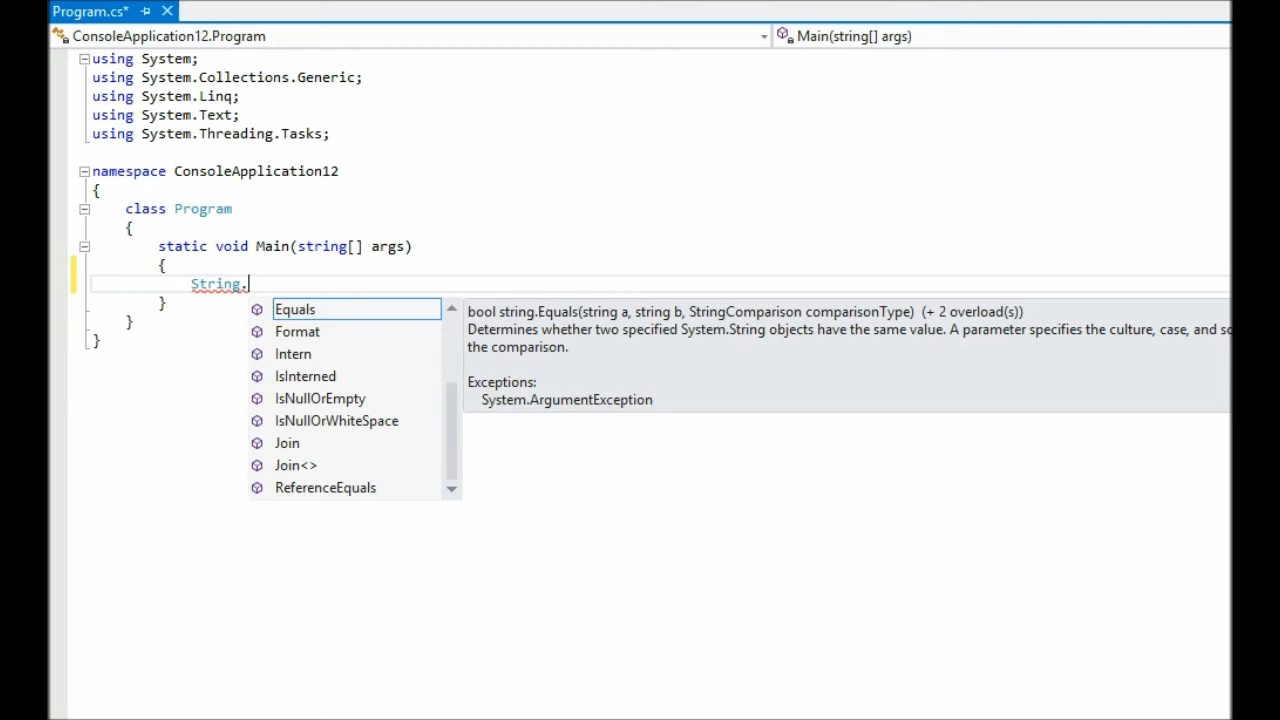 Program.cs*
ConsoleApplication12.Program
Main(string[] args)
using System;
using System.Collections.Generic;
using System.Linq;
using System.Text;
using System.Threading.Tasks;
namespace ConsoleApplication12
{
class Program
{
static void Main(string[] args)
{
String.
}
}
}
Equals
Format
Intern
IsInterned
IsNullOrEmpty
IsNullOrWhiteSpace
Join
Join<>
ReferenceEquals
bool string.Equals(string a, string b, StringComparison comparisonType) (+ 2 overload(s))
Determines whether two specified System.String objects have the same value. A parameter specifies the culture, case, and so
the comparison.
Exceptions:
System.ArgumentException